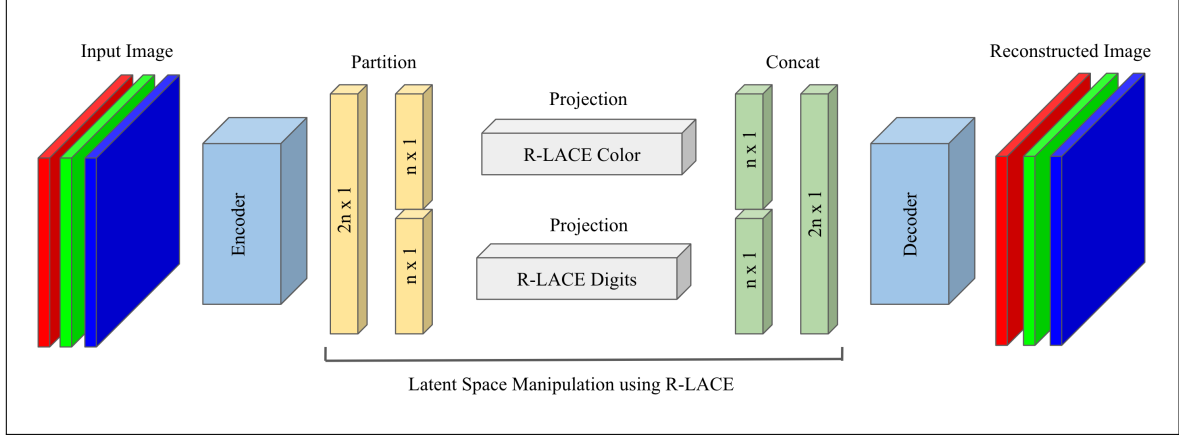 Input Image
Encoder
Partition
2n x 1
n x 1
n x 1
Projection
R-LACE Color
Projection
R-LACE Digits
Concat
n x 1
n x 1
2n x 1
Decoder
Reconstructed Image
Latent Space Manipulation using R-LACE